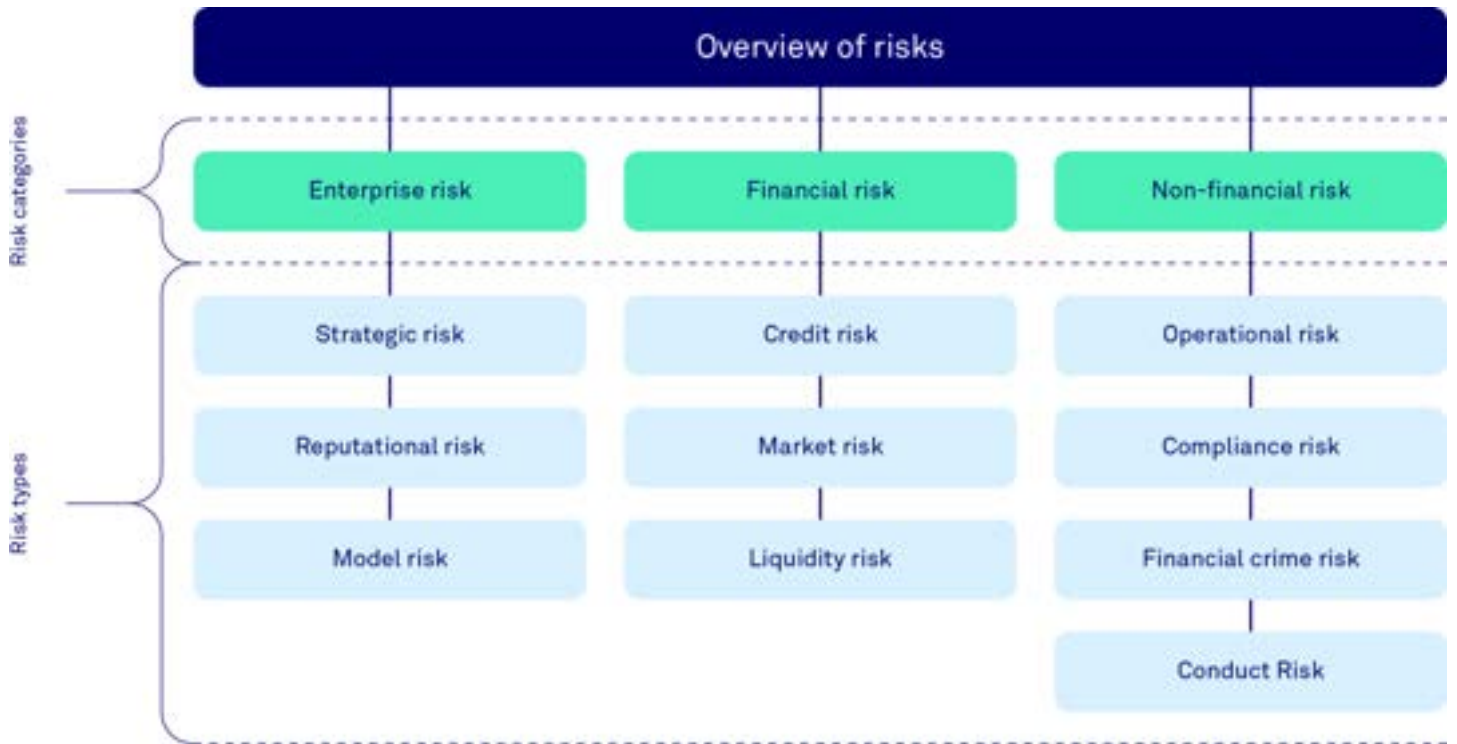 Overview of risks
Risk categories
Enterprise risk
Financial risk
Non-financial risk
Risk types
Strategic risk
Credit risk
Operational risk
Reputational risk
Market risk
Compliance risk
Model risk
Liquidity risk
Financial crime risk
Conduct Risk